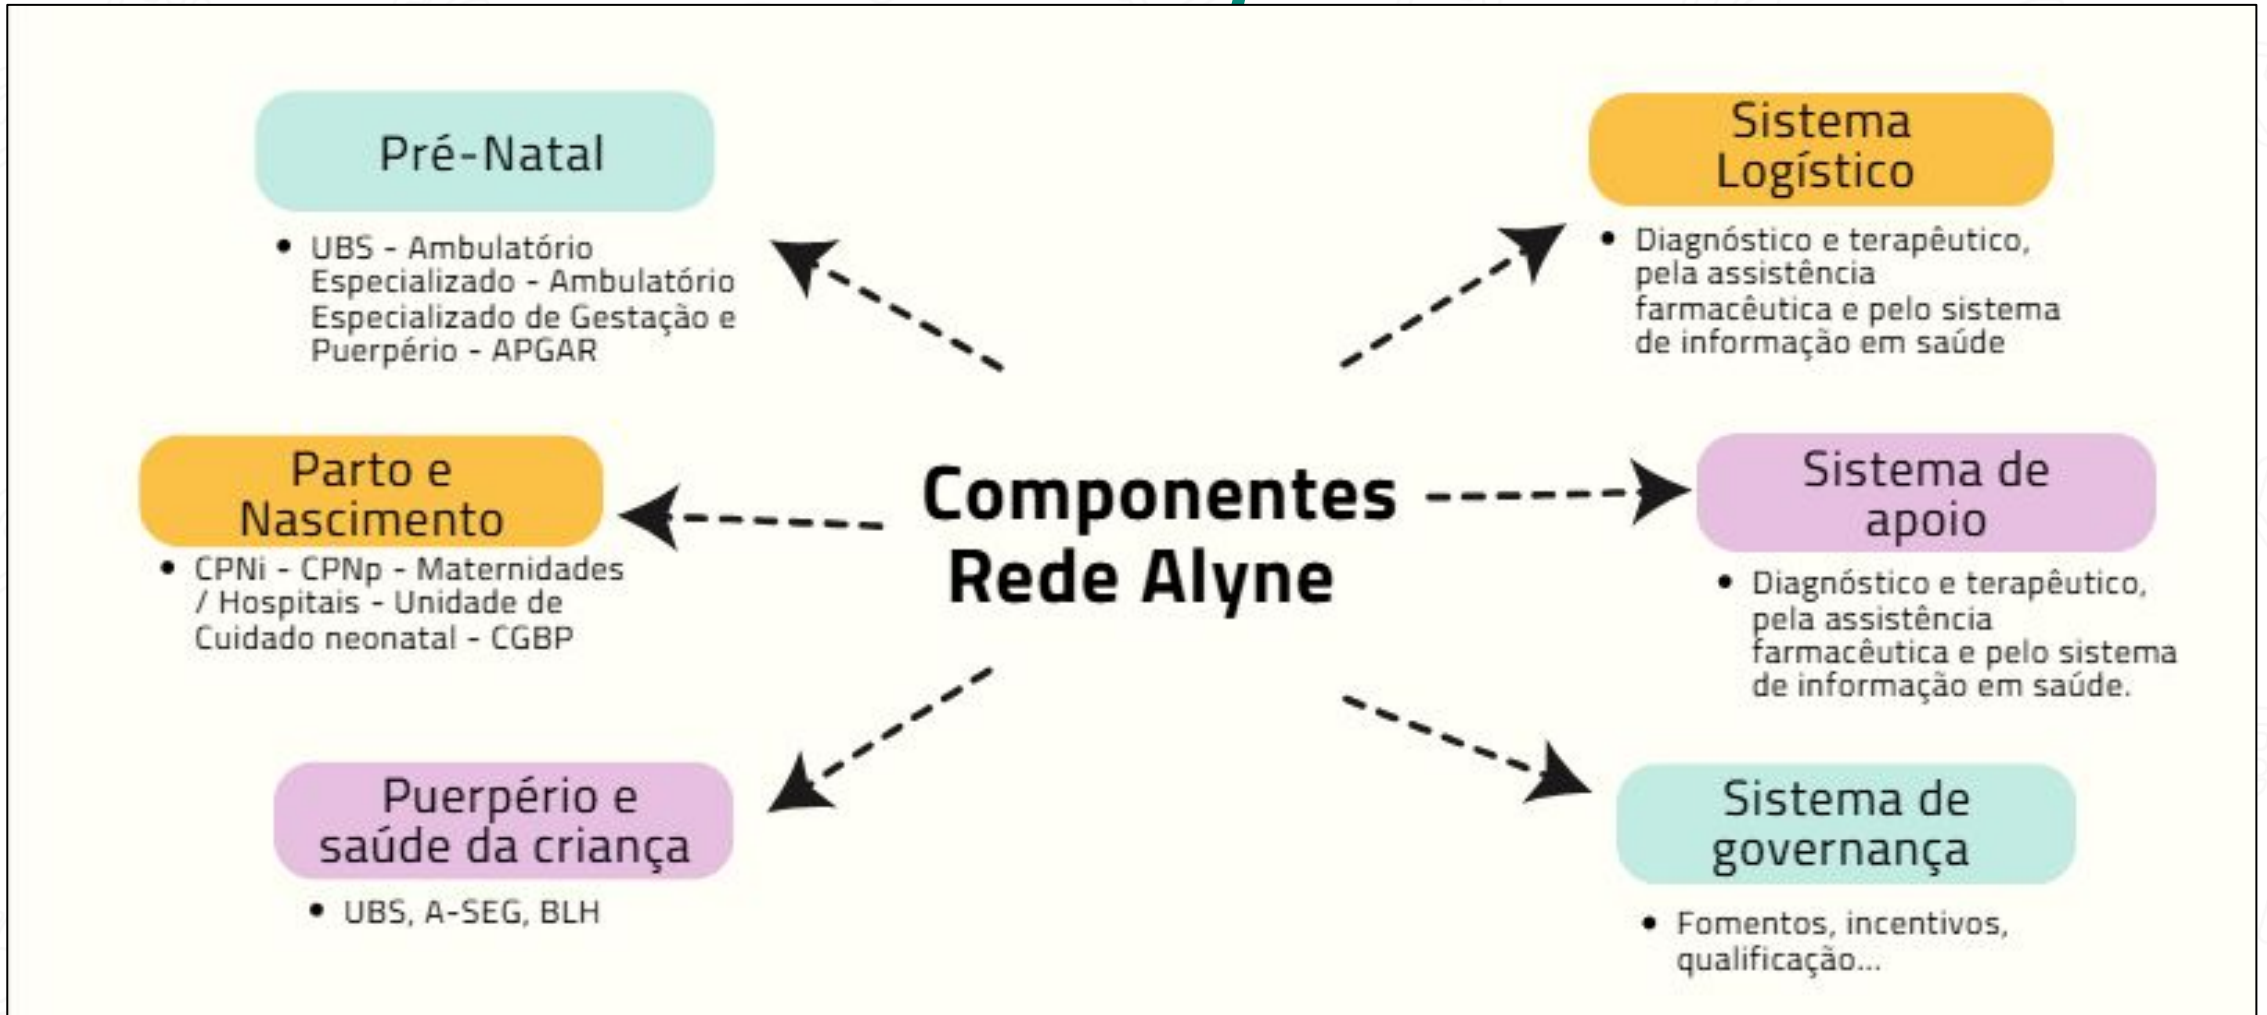 Pré-Natal
• UBS - Ambulatório
Especializado - Ambulatório
Especializado de Gestação e
Puerpério - APGAR
Parto e
Nascimento
• CPNi - CPNp - Maternidades
/ Hospitais - Unidade de
Cuidado neonatal - CGBP
Puerpério e
saúde da criança
• UBS, A-SEG, BLH
Componentes
Rede Alyne
Sistema
Logístico
• Diagnóstico e terapêutico,
pela assistência
farmacêutica e pelo sistema
de informação em saúde
Sistema de
apoio
• Diagnóstico e terapêutico,
pela assistência
farmacêutica e pelo sistema
de informação em saúde.
Sistema de
governança
• Fomentos, incentivos,
qualificação...